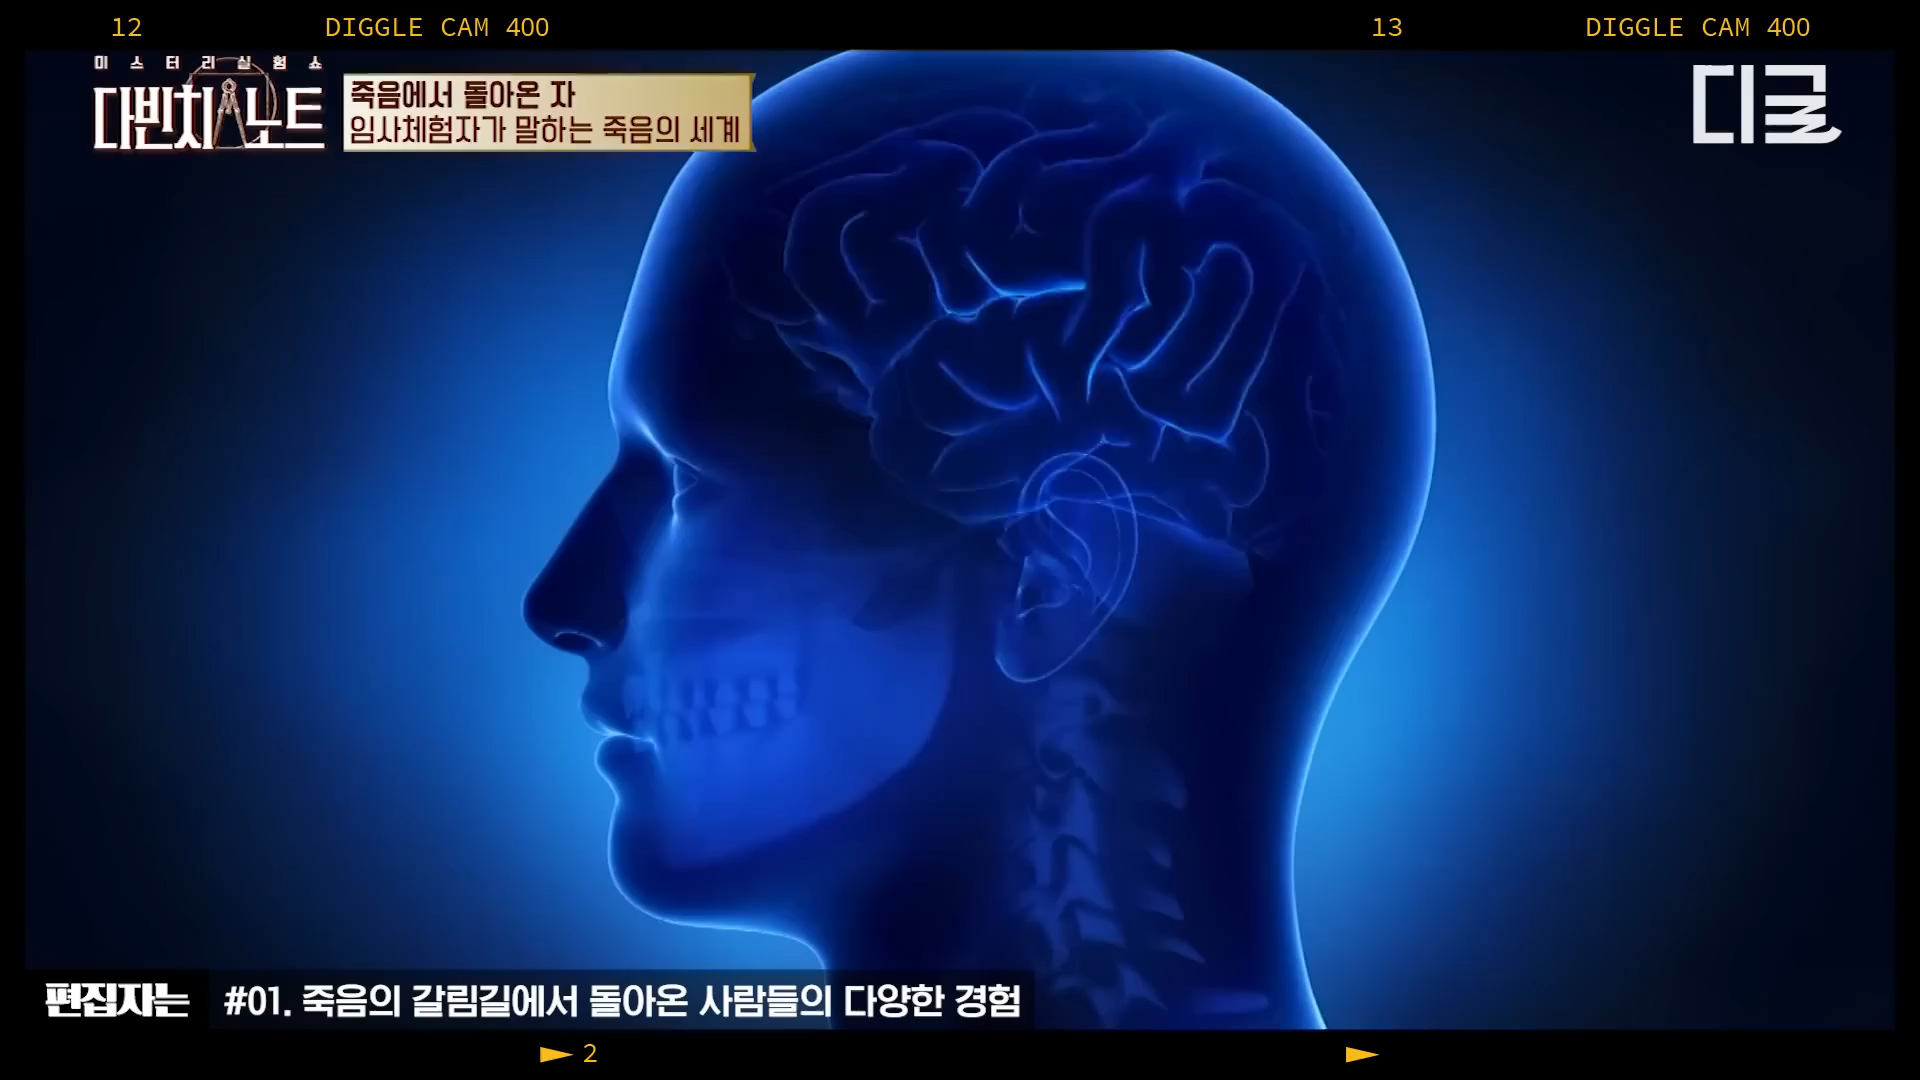 12 DIGGLE CAM 400 13 DIGGLE CAM 400
미스터리실험쇼
다빈치노트
죽음에서 돌아온 자
임사체험자가 말하는 죽음의 세계
디글
편집자는 #01. 죽음의 갈림길에서 돌아온 사람들의 다양한 경험
2